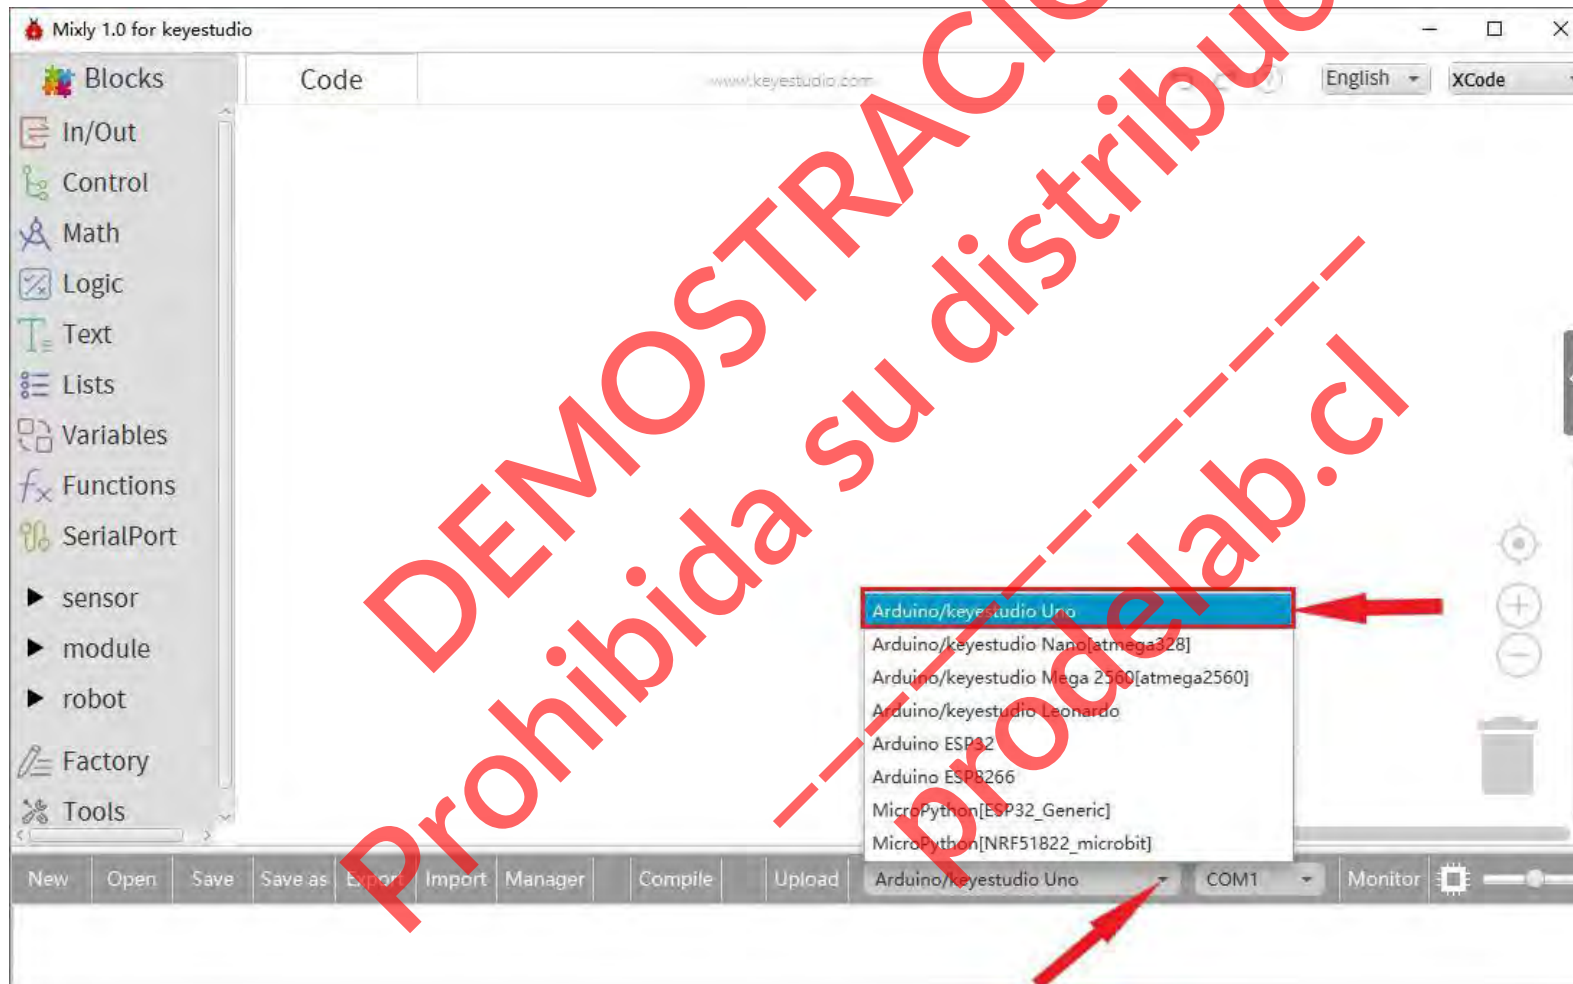 Mixly 1.0 for keyestudio
Blocks
Code
www.keyestudio.com
English
XCode
In/Out
Control
Math
Logic
Text
Lists
Variables
Functions
SerialPort
sensor
module
robot
Factory
Tools
Arduino/keyestudio Uno
Arduino/keyestudio Nano[atmega328]
Arduino/keyestudio Mega 2560[atmega2560]
Arduino/keyestudio Leonardo
Arduino ESP32
Arduino ESP8266
MicroPython[ESP32_Generic]
MicroPython[NRF51822_microbit]
New Open Save Save as Export Import Manager Compile Upload Arduino/keyestudio Uno COM1 Monitor
Prohibida su
prodelab.cl